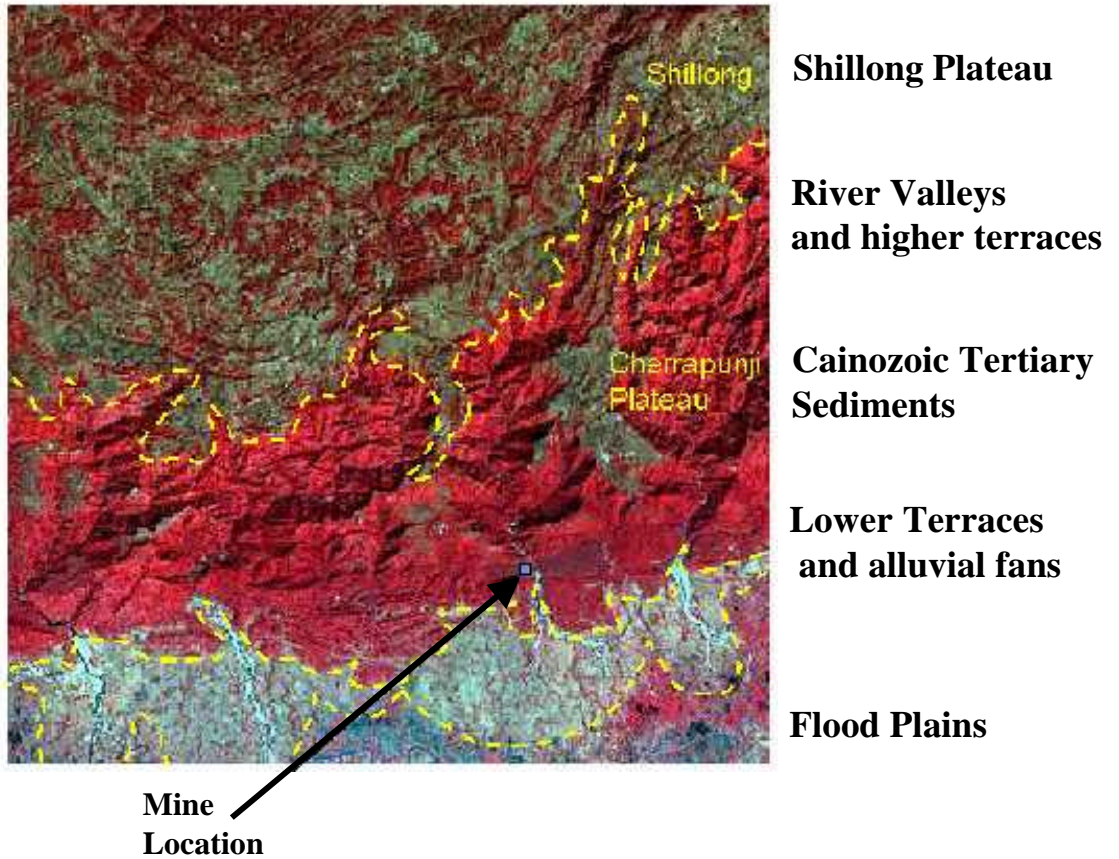 Shillong
Shillong Plateau
River Valleys
and higher terraces
Cherrapunji
Plateau
Cainozoic Tertiary
Sediments
Lower Terraces
and alluvial fans
Flood Plains
Mine
Location